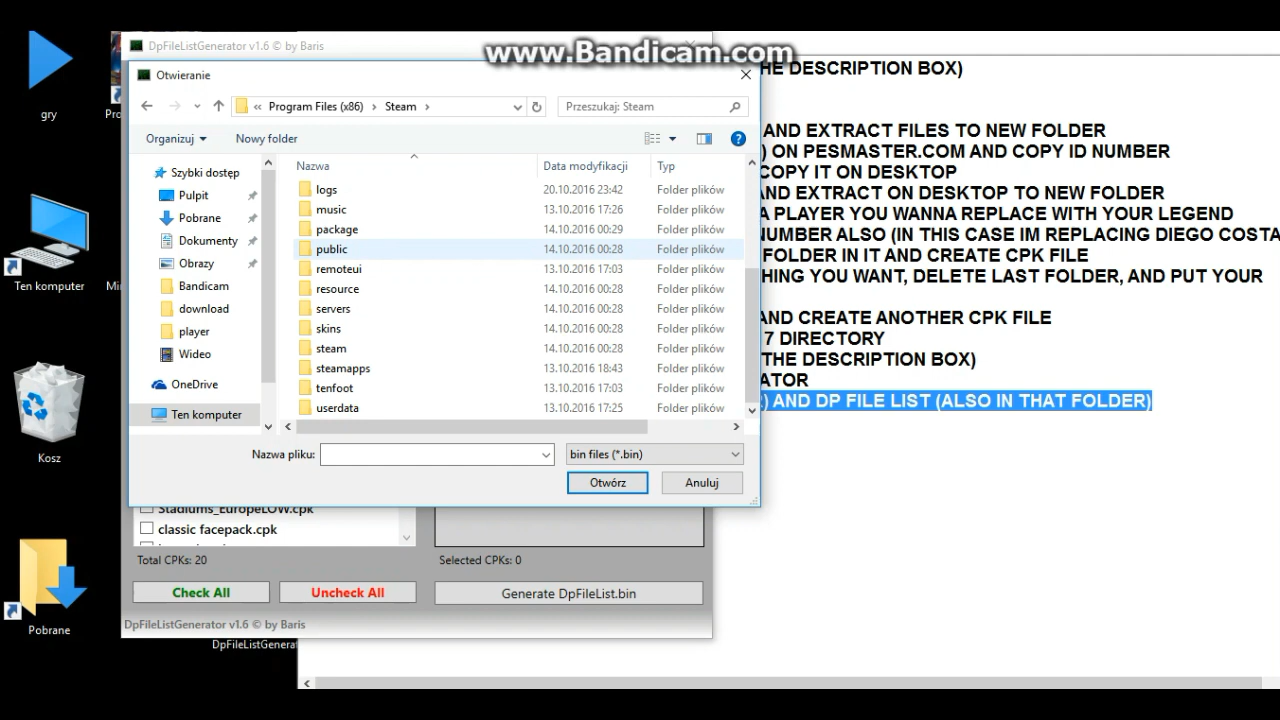 www.Bandicam.com
DpFileListGenerator v1.6 © by Baris
Otwieranie
« Program Files (x86) > Steam >
Przeszukaj: Steam
Organizuj
Nowy folder
Nazwa
Data modyfikacji
Typ
Szybki dostęp
Pulpit
Pobrane
Dokumenty
Obrazy
Bandicam
download
player
Wideo
OneDrive
Ten komputer
logs 20.10.2016 23:42 Folder plików
music 13.10.2016 17:26 Folder plików
package 14.10.2016 00:29 Folder plików
public 14.10.2016 00:28 Folder plików
remoteui 13.10.2016 17:03 Folder plików
resource 14.10.2016 00:28 Folder plików
servers 14.10.2016 00:28 Folder plików
skins 14.10.2016 00:28 Folder plików
steam 14.10.2016 00:28 Folder plików
steamapps 13.10.2016 18:43 Folder plików
tenfoot 13.10.2016 17:03 Folder plików
userdata 13.10.2016 17:25 Folder plików
Nazwa pliku:
bin files (*.bin)
Otwórz
Anuluj
Stadiums_EuropeLOW.cpk
classic facepack.cpk
Total CPKs: 20
Selected CPKs: 0
Check All
Uncheck All
Generate DpFileList.bin
DpFileListGenerator v1.6 © by Baris
DpFileListGenerat
gry
Ten komputer
Kosz
Pobrane
HE DESCRIPTION BOX)
AND EXTRACT FILES TO NEW FOLDER
) ON PESMASTER.COM AND COPY ID NUMBER
COPY IT ON DESKTOP
AND EXTRACT ON DESKTOP TO NEW FOLDER
A PLAYER YOU WANNA REPLACE WITH YOUR LEGEND
NUMBER ALSO (IN THIS CASE IM REPLACING DIEGO COSTA
FOLDER IN IT AND CREATE CPK FILE
HING YOU WANT, DELETE LAST FOLDER, AND PUT YOUR
AND CREATE ANOTHER CPK FILE
7 DIRECTORY
THE DESCRIPTION BOX)
ATOR
) AND DP FILE LIST (ALSO IN THAT FOLDER)